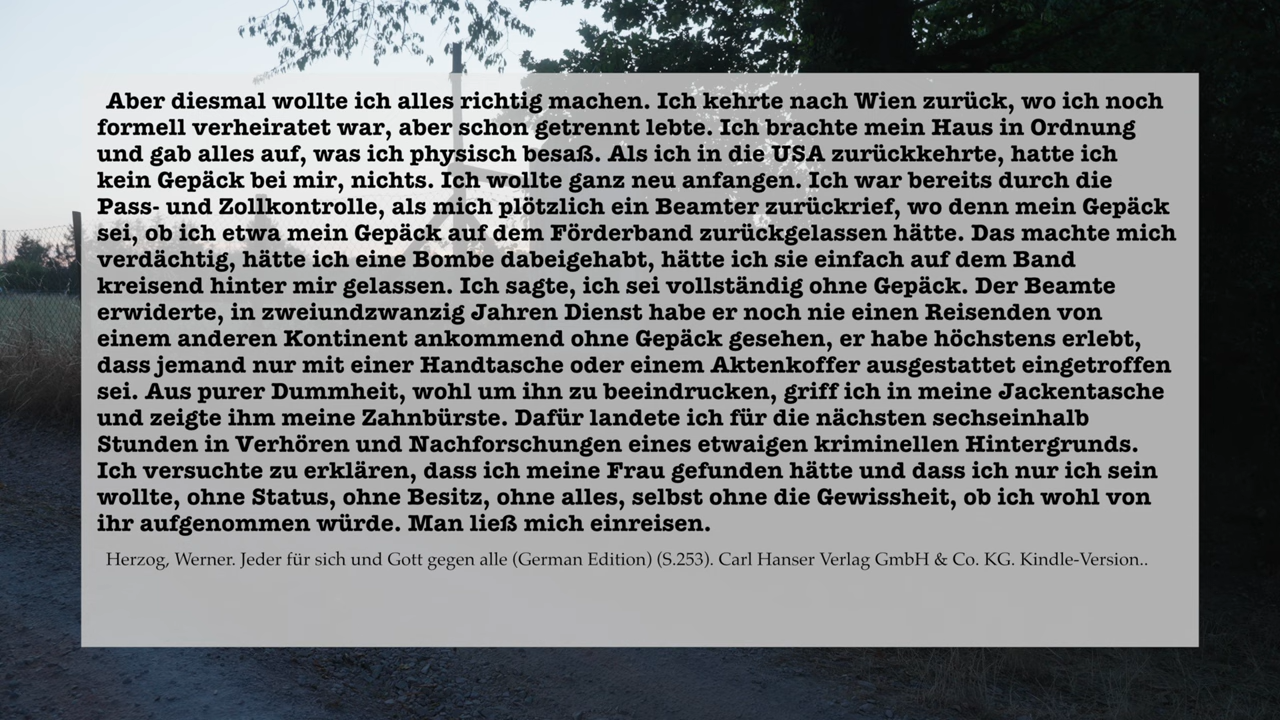 Aber diesmal wollte ich alles richtig machen. Ich kehrte nach Wien zurück, wo ich noch
formell verheiratet war, aber schon getrennt lebte. Ich brachte mein Haus in Ordnung
und gab alles auf, was ich physisch besaß. Als ich in die USA zurückkehrte, hatte ich
kein Gepäck bei mir, nichts. Ich wollte ganz neu anfangen. Ich war bereits durch die
Pass- und Zollkontrolle, als mich plötzlich ein Beamter zurückrief, wo denn mein Gepäck
sei, ob ich etwa mein Gepäck auf dem Förderband zurückgelassen hätte. Das machte mich
verdächtig, hätte ich eine Bombe dabeigehabt, hätte ich sie einfach auf dem Band
kreisend hinter mir gelassen. Ich sagte, ich sei vollständig ohne Gepäck. Der Beamte
erwiderte, in zweiundzwanzig Jahren Dienst habe er noch nie einen Reisenden von
einem anderen Kontinent ankommend ohne Gepäck gesehen, er habe höchstens erlebt,
dass jemand nur mit einer Handtasche oder einem Aktenkoffer ausgestattet eingetroffen
sei. Aus purer Dummheit, wohl um ihn zu beeindrucken, griff ich in meine Jackentasche
und zeigte ihm meine Zahnbürste. Dafür landete ich für die nächsten sechseinhalb
Stunden in Verhören und Nachforschungen eines etwaigen kriminellen Hintergrunds.
Ich versuchte zu erklären, dass ich meine Frau gefunden hätte und dass ich nur ich sein
wollte, ohne Status, ohne Besitz, ohne alles, selbst ohne die Gewissheit, ob ich wohl von
ihr aufgenommen würde. Man ließ mich einreisen.
Herzog, Werner. Jeder für sich und Gott gegen alle (German Edition) (S.253). Carl Hanser Verlag GmbH & Co. KG. Kindle-Version..